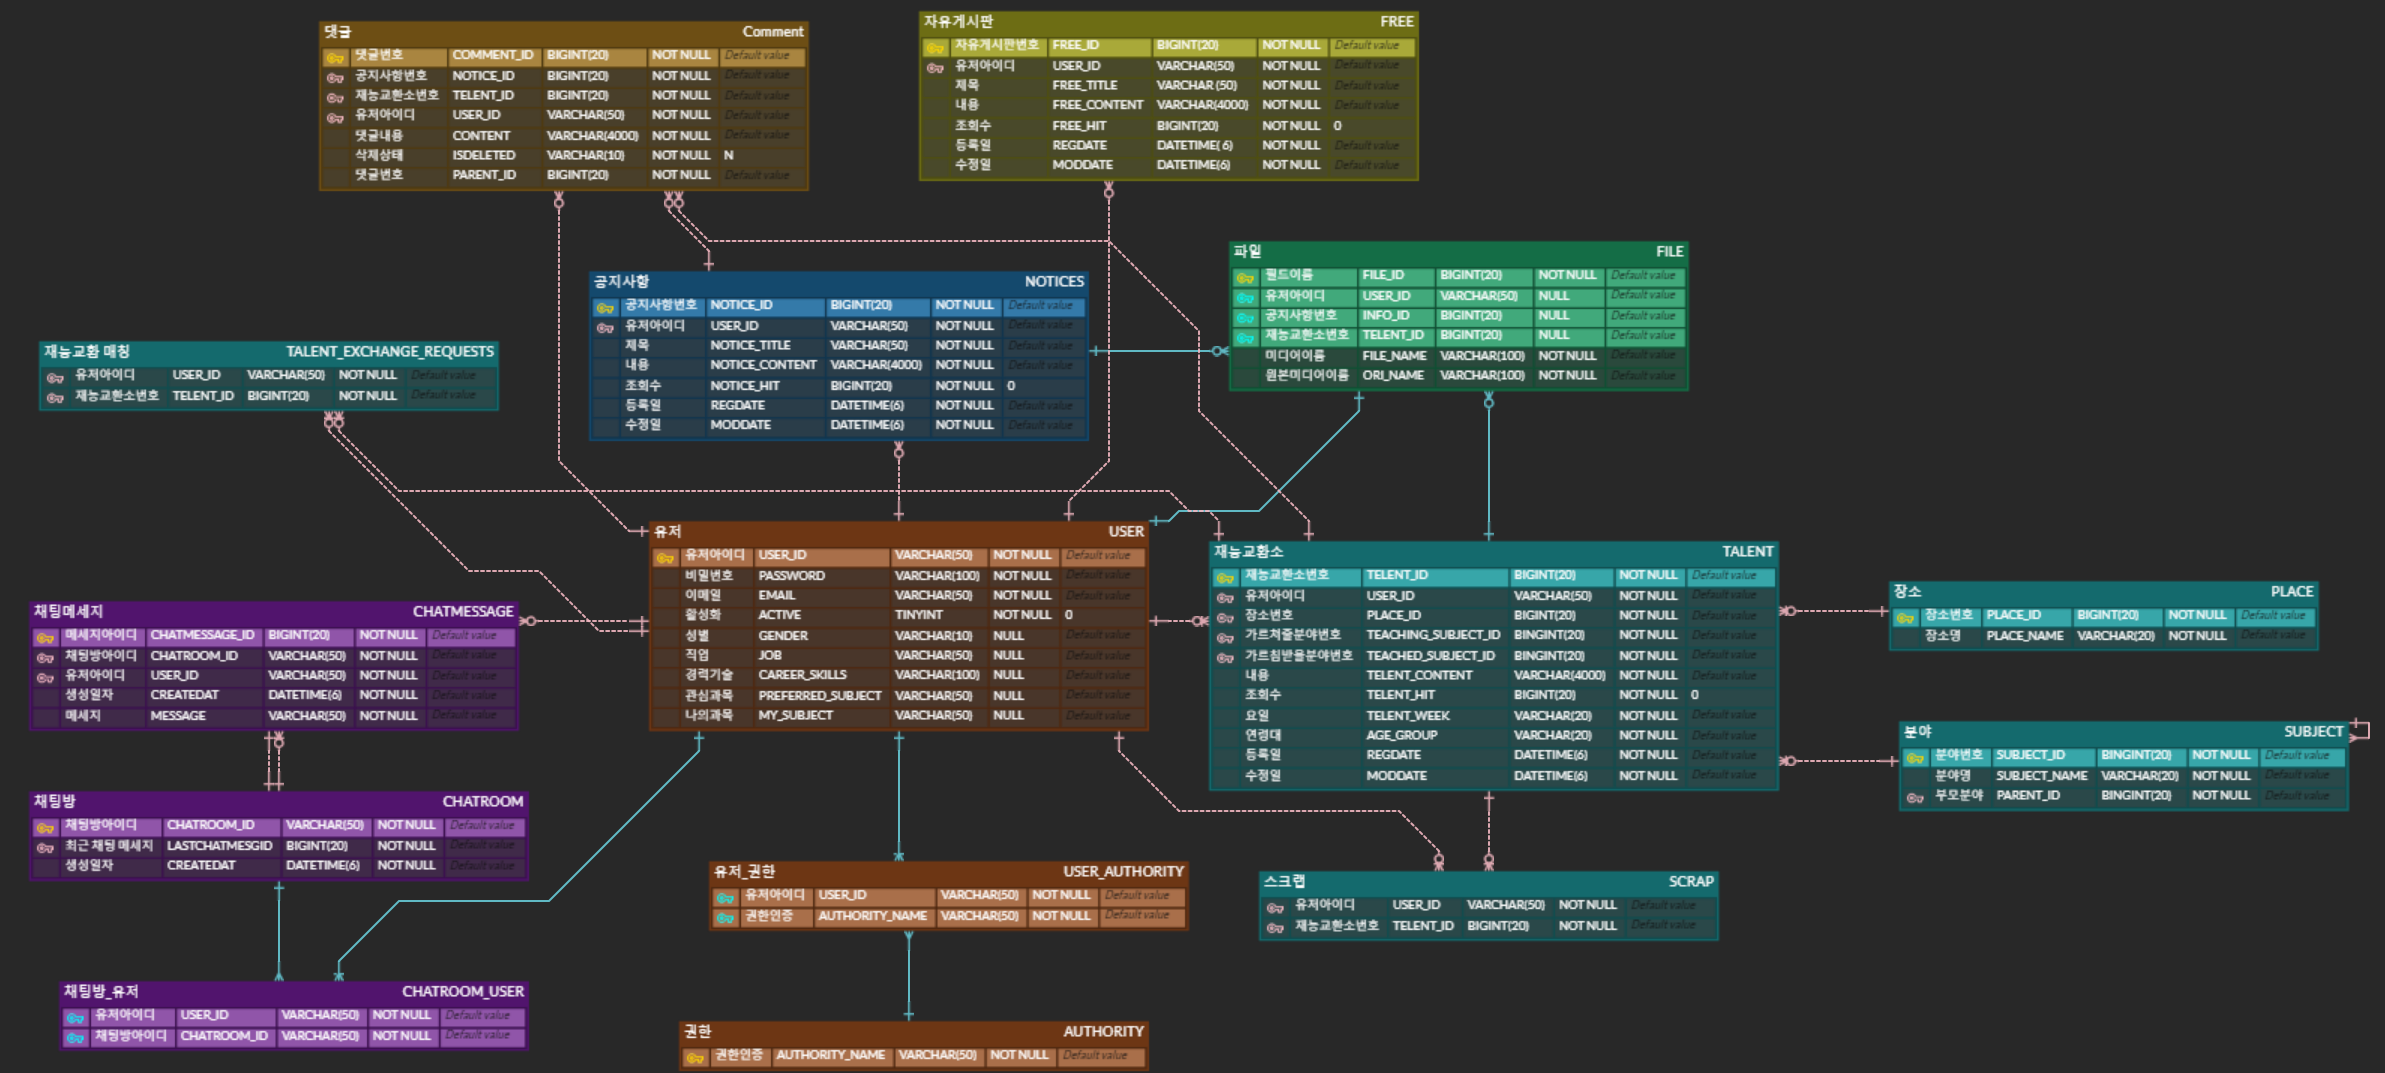 댓글 Comment
댓글번호 COMMENT_ID BIGINT(20) NOT NULL Default value
공지사항번호 NOTICE_ID BIGINT(20) NOT NULL Default value
재능교환소번호 TELENT_ID BIGINT(20) NOT NULL Default value
유저아이디 USER_ID VARCHAR(50) NOT NULL Default value
댓글내용 CONTENT VARCHAR(4000) NOT NULL Default value
삭제상태 ISDELETED VARCHAR(10) NOT NULL N
댓글번호 PARENT_ID BIGINT(20) NOT NULL Default value
자유게시판 FREE
자유게시판번호 FREE_ID BIGINT(20) NOT NULL Default value
유저아이디 USER_ID VARCHAR(50) NOT NULL Default value
제목 FREE_TITLE VARCHAR (50) NOT NULL Default value
내용 FREE_CONTENT VARCHAR(4000) NOT NULL Default value
조회수 FREE_HIT BIGINT(20) NOT NULL 0
등록일 REGDATE DATETIME( 6) NOT NULL Default value
수정일 MODDATE DATETIME(6) NOT NULL Default value
파일 FILE
필드이름 FILE_ID BIGINT(20) NOT NULL Default value
유저아이디 USER_ID VARCHAR(50) NULL Default value
공지사항번호 INFO_ID BIGINT(20) NULL Default value
재능교환소번호 TELENT_ID BIGINT(20) NULL Default value
미디어이름 FILE_NAME VARCHAR(100) NOT NULL Default value
원본미디어이름 ORI_NAME VARCHAR(100) NOT NULL Default value
공지사항 NOTICES
공지사항번호 NOTICE_ID BIGINT(20) NOT NULL Default value
유저아이디 USER_ID VARCHAR(50) NOT NULL Default value
제목 NOTICE_TITLE VARCHAR(50) NOT NULL Default value
내용 NOTICE_CONTENT VARCHAR(4000) NOT NULL Default value
조회수 NOTICE_HIT BIGINT(20) NOT NULL 0
등록일 REGDATE DATETIME(6) NOT NULL Default value
수정일 MODDATE DATETIME(6) NOT NULL Default value
재능교환 매칭 TALENT_EXCHANGE_REQUESTS
유저아이디 USER_ID VARCHAR(50) NOT NULL Default value
재능교환소번호 TELENT_ID BIGINT(20) NOT NULL Default value
유저 USER
유저아이디 USER_ID VARCHAR(50) NOT NULL Default value
비밀번호 PASSWORD VARCHAR(100) NOT NULL Default value
이메일 EMAIL VARCHAR(50) NOT NULL Default value
활성화 ACTIVE TINYINT NOT NULL 0
성별 GENDER VARCHAR(10) NULL Default value
직업 JOB VARCHAR(50) NULL Default value
경력기술 CAREER_SKILLS VARCHAR(100) NULL Default value
관심과목 PREFERRED_SUBJECT VARCHAR(50) NULL Default value
나의과목 MY_SUBJECT VARCHAR(50) NULL Default value
재능교환소 TALENT
재능교환소번호 TELENT_ID BIGINT(20) NOT NULL Default value
유저아이디 USER_ID VARCHAR(50) NOT NULL Default value
장소번호 PLACE_ID BIGINT(20) NOT NULL Default value
가르쳐줄분야번호 TEACHING_SUBJECT_ID BINGINT(20) NOT NULL Default value
가르침받을분야번호 TEACHED_SUBJECT_ID BINGINT(20) NOT NULL Default value
내용 TELENT_CONTENT VARCHAR(4000) NOT NULL Default value
조회수 TELENT_HIT BIGINT(20) NOT NULL 0
요일 TELENT_WEEK VARCHAR(20) NOT NULL Default value
연령대 AGE_GROUP VARCHAR(20) NOT NULL Default value
등록일 REGDATE DATETIME(6) NOT NULL Default value
수정일 MODDATE DATETIME(6) NOT NULL Default value
장소 PLACE
장소번호 PLACE_ID BIGINT(20) NOT NULL Default value
장소명 PLACE_NAME VARCHAR(20) NOT NULL Default value
채팅메세지 CHATMESSAGE
메세지아이디 CHATMESSAGE_ID BIGINT(20) NOT NULL Default value
채팅방아이디 CHATROOM_ID VARCHAR(50) NOT NULL Default value
유저아이디 USER_ID VARCHAR(50) NOT NULL Default value
생성일자 CREATEDAT DATETIME(6) NOT NULL Default value
메세지 MESSAGE VARCHAR(50) NOT NULL Default value
분야 SUBJECT
분야번호 SUBJECT_ID BINGINT(20) NOT NULL Default value
분야명 SUBJECT_NAME VARCHAR(20) NOT NULL Default value
부모분야 PARENT_ID BINGINT(20) NOT NULL Default value
채팅방 CHATROOM
채팅방아이디 CHATROOM_ID VARCHAR(50) NOT NULL Default value
최근 채팅 메세지 LASTCHATMESGID BIGINT(20) NOT NULL Default value
생성일자 CREATEDAT DATETIME(6) NOT NULL Default value
유저_권한 USER_AUTHORITY
유저아이디 USER_ID VARCHAR(50) NOT NULL Default value
권한인증 AUTHORITY_NAME VARCHAR(50) NOT NULL Default value
스크랩 SCRAP
유저아이디 USER_ID VARCHAR(50) NOT NULL Default value
재능교환소번호 TELENT_ID BIGINT(20) NOT NULL Default value
채팅방_유저 CHATROOM_USER
유저아이디 USER_ID VARCHAR(50) NOT NULL Default value
채팅방아이디 CHATROOM_ID VARCHAR(50) NOT NULL Default value
권한 AUTHORITY
권한인증 AUTHORITY_NAME VARCHAR(50) NOT NULL Default value